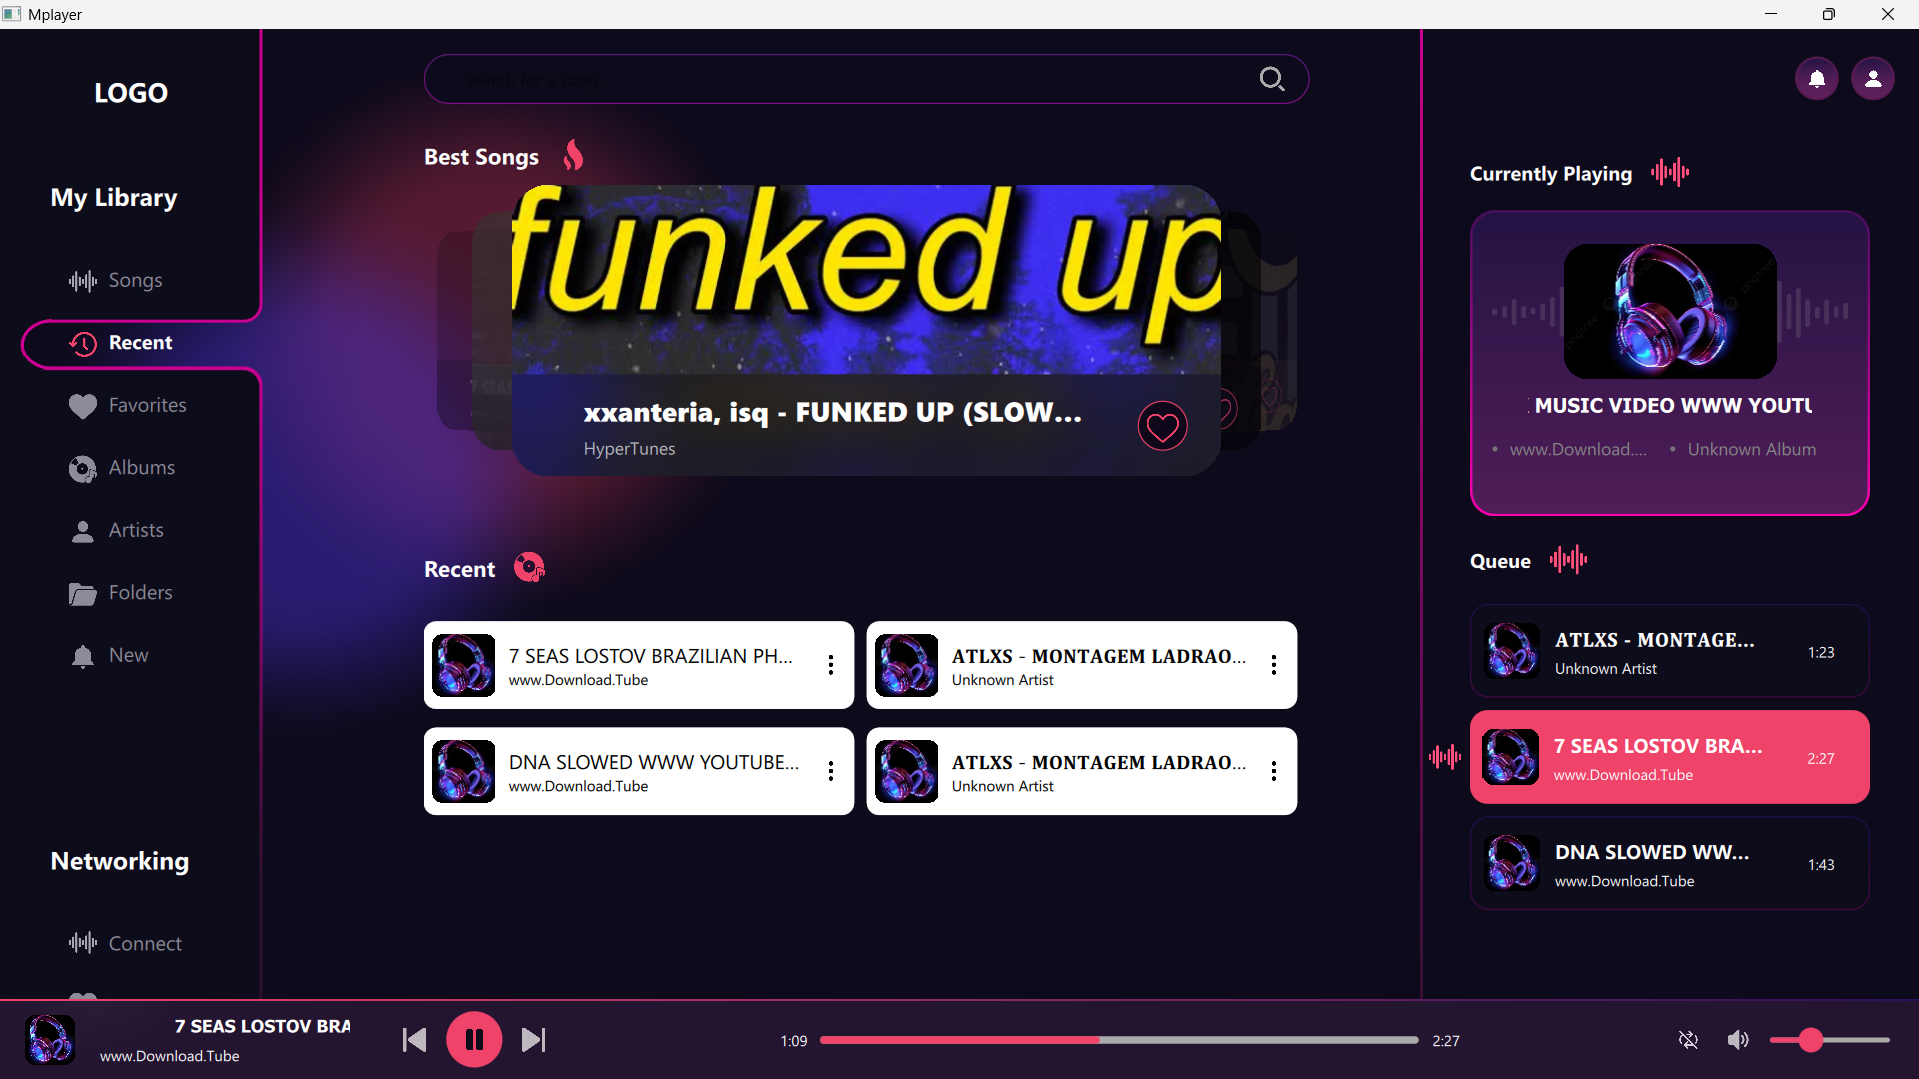 Mplayer
LOGO
My Library
Songs
Recent
Favorites
Albums
Artists
Folders
New
Networking
Connect
Search for a song...
Best Songs
funked up
7 SEAS
xxanteria, isq - FUNKED UP (SLOW...
HyperTunes
Recent
7 SEAS LOSTOV BRAZILIAN PH...
www.Download.Tube
ATLXS - MONTAGEM LADRAO...
Unknown Artist
DNA SLOWED WWW YOUTUBE...
www.Download.Tube
ATLXS - MONTAGEM LADRAO...
Unknown Artist
Currently Playing
MUSIC VIDEO WWW YOUTU
• www.Download.... • Unknown Album
Queue
ATLXS - MONTAGE...
Unknown Artist
1:23
7 SEAS LOSTOV BRA...
www.Download.Tube
2:27
DNA SLOWED WW...
www.Download.Tube
1:43
7 SEAS LOSTOV BRA
www.Download.Tube
1:09
2:27